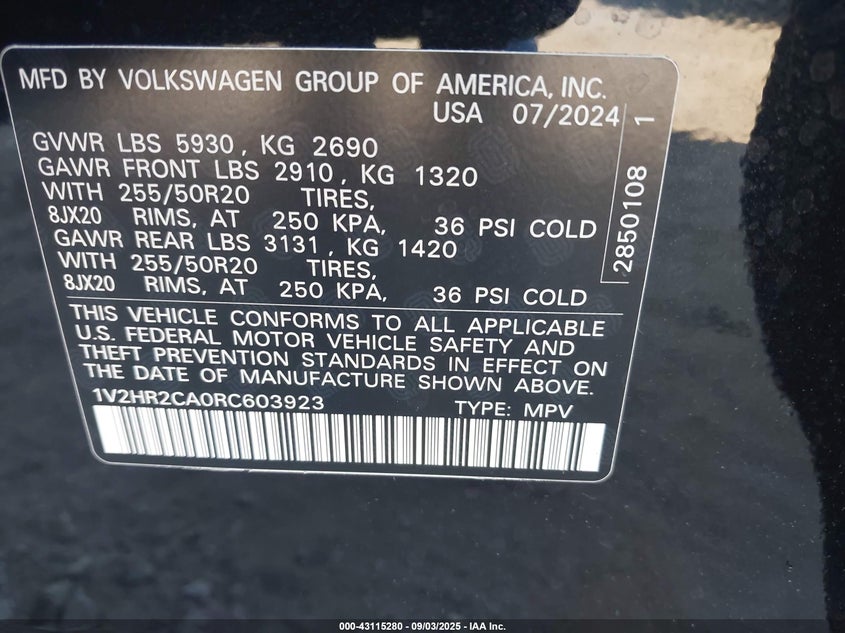 MFD BY VOLKSWAGEN GROUP OF AMERICA, INC.
USA 07/2024
GVWR LBS 5930, KG 2690
GAWR FRONT LBS 2910, KG 1320
WITH 255/50R20 TIRES,
8JX20 RIMS, AT 250 KPA, 36 PSI COLD
GAWR REAR LBS 3131, KG 1420
WITH 255/50R20 TIRES,
8JX20 RIMS, AT 250 KPA, 36 PSI COLD
2850108 1
THIS VEHICLE CONFORMS TO ALL APPLICABLE
U.S. FEDERAL MOTOR VEHICLE SAFETY AND
THEFT PREVENTION STANDARDS IN EFFECT ON
THE DATE OF MANUFACTURE SHOWN ABOVE.
1V2HR2CA0RC603923 TYPE: MPV
000-43115280 - 09/03/2025 - IAA Inc.